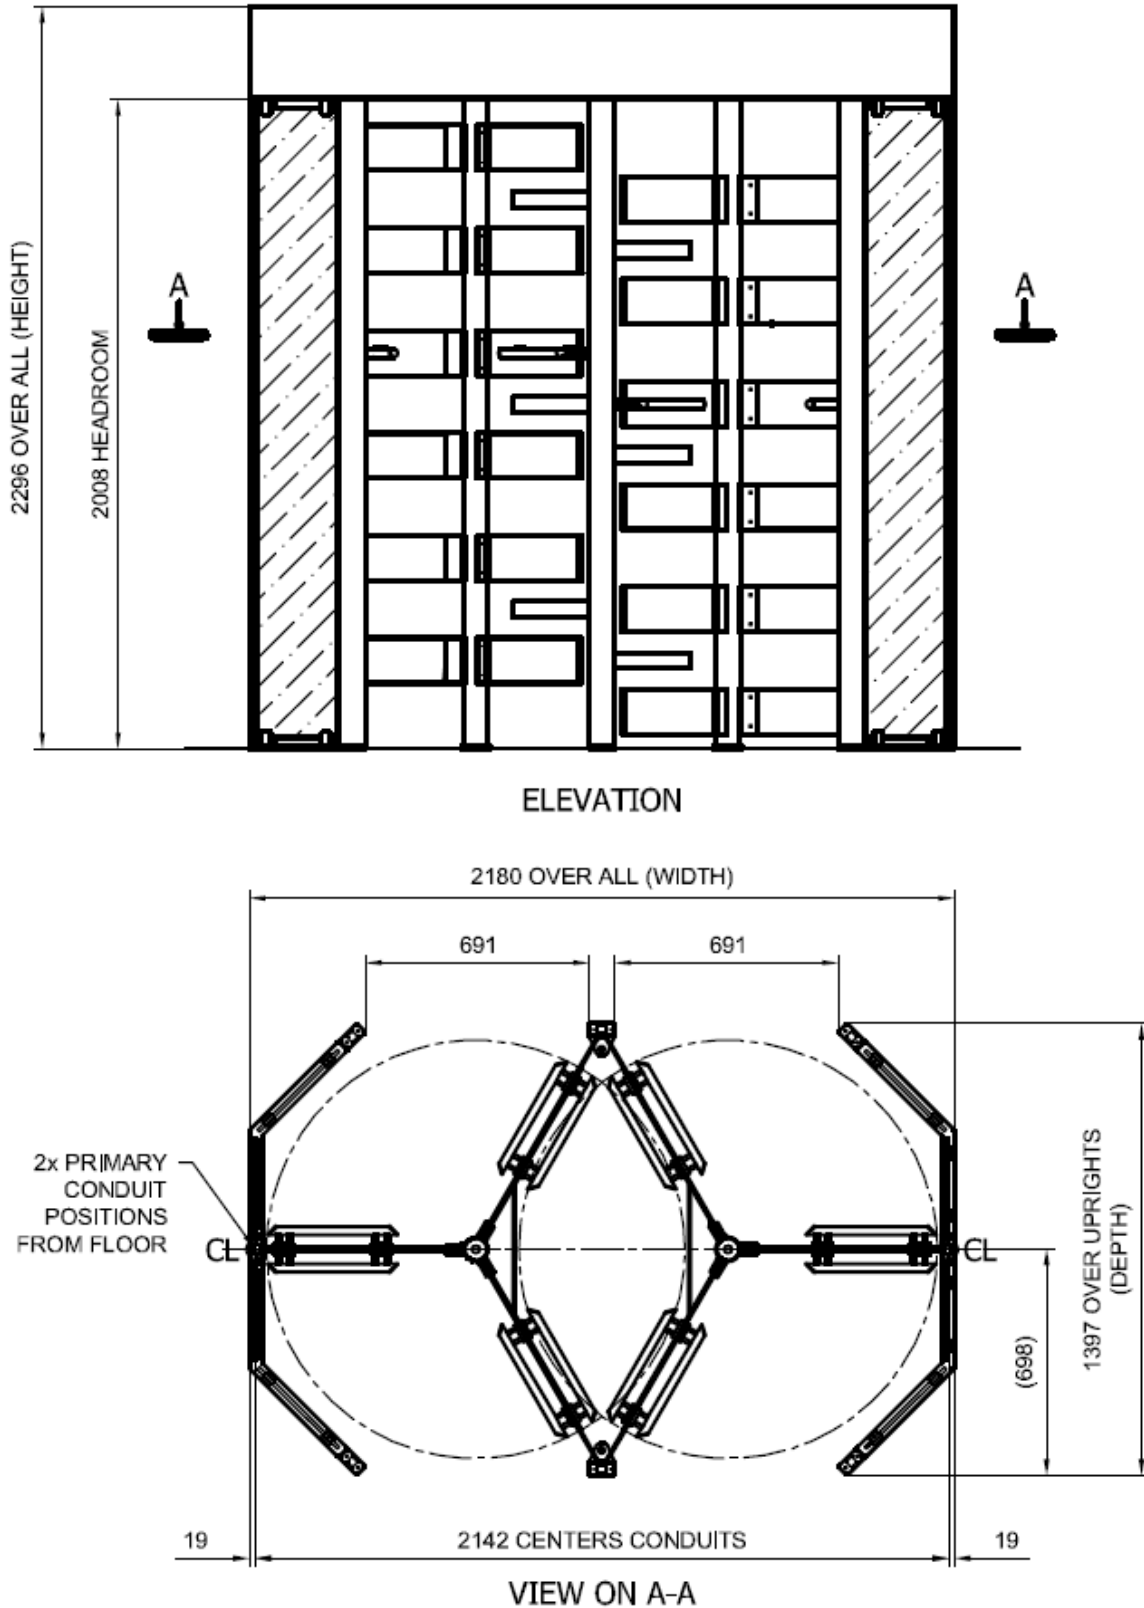 2296 OVER ALL (HEIGHT)
2008 HEADROOM
A
A
ELEVATION
2180 OVER ALL (WIDTH)
691
691
2x PRIMARY
CONDUIT
POSITIONS
FROM FLOOR
CL
CL
1397 OVER UPRIGHTS
(DEPTH)
(698)
19
2142 CENTERS CONDUITS
19
VIEW ON A-A